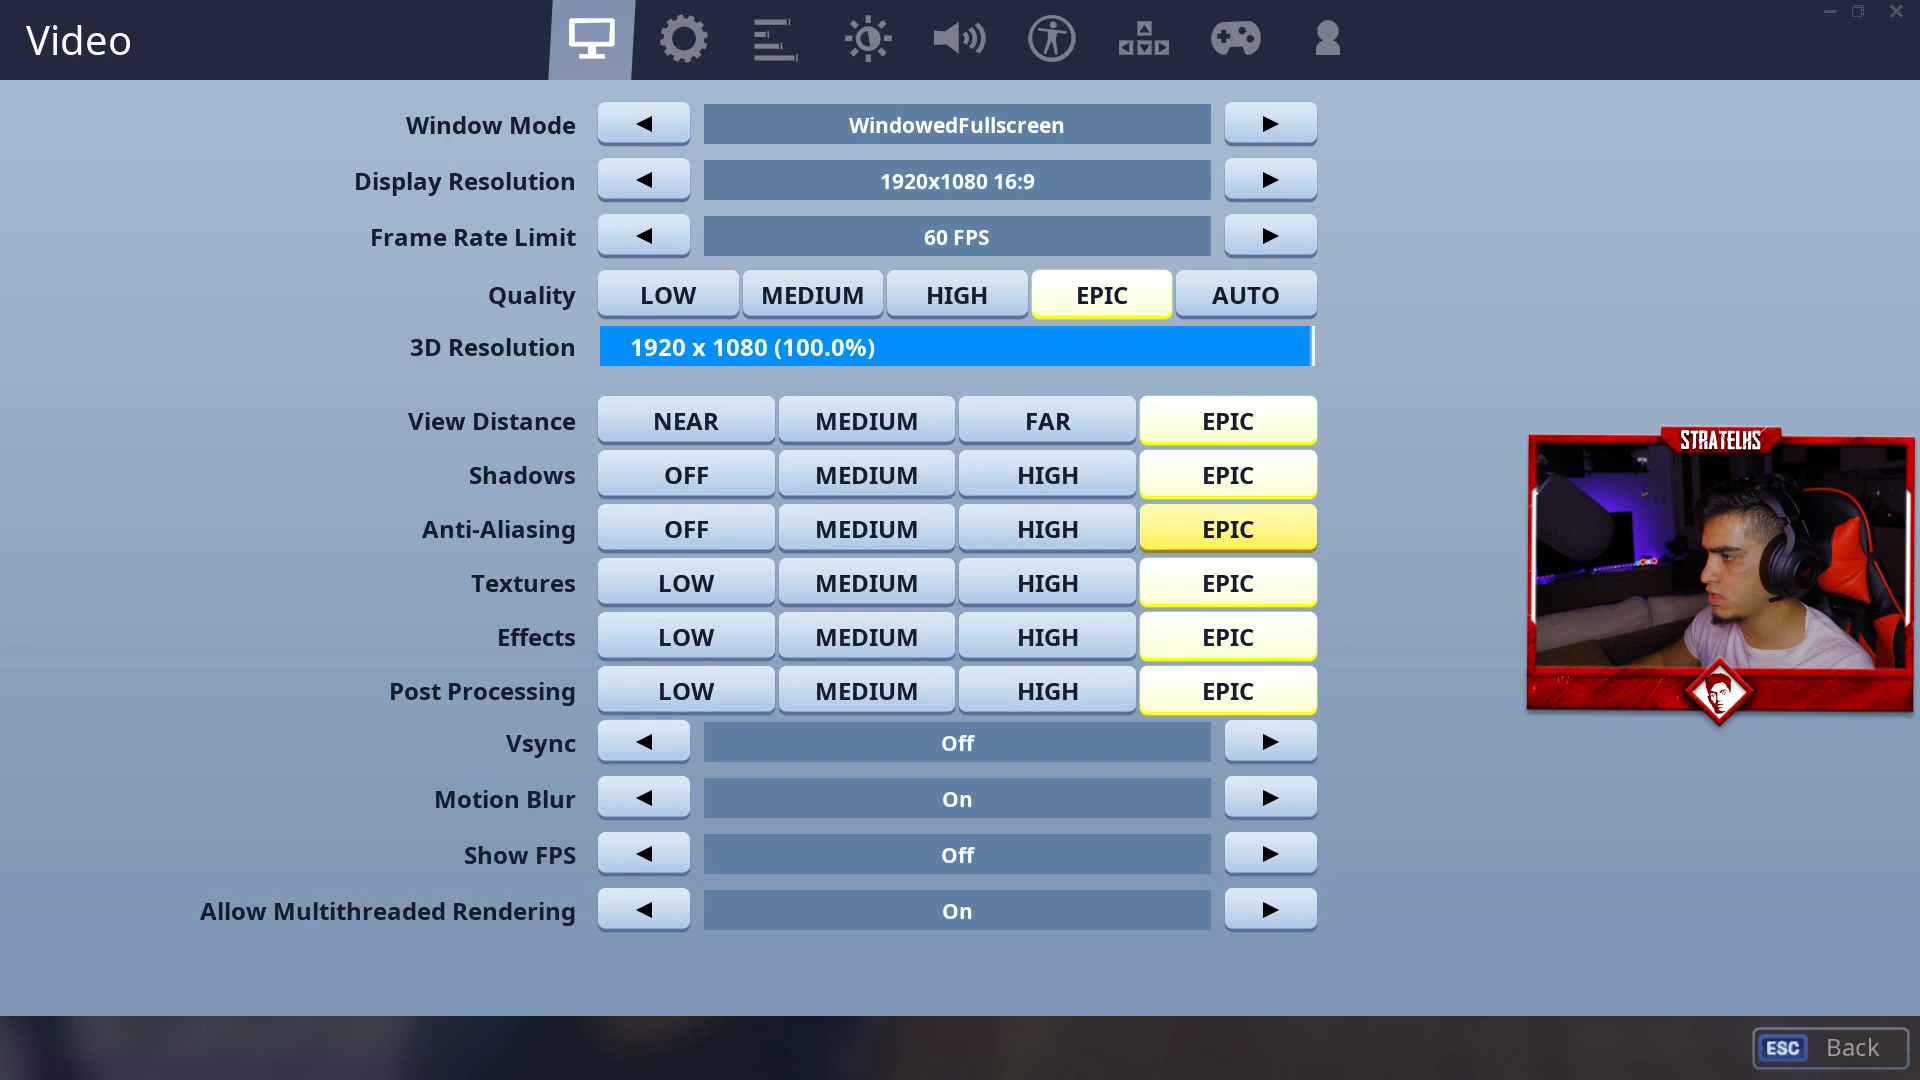 Video
Window Mode WindowedFullscreen
Display Resolution 1920x1080 16:9
Frame Rate Limit 60 FPS
Quality LOW MEDIUM HIGH EPIC AUTO
3D Resolution 1920 x 1080 (100.0%)
View Distance NEAR MEDIUM FAR EPIC
STRATELHS
Shadows OFF MEDIUM HIGH EPIC
Anti-Aliasing OFF MEDIUM HIGH EPIC
Textures LOW MEDIUM HIGH EPIC
Effects LOW MEDIUM HIGH EPIC
Post Processing LOW MEDIUM HIGH EPIC
Vsync Off
Motion Blur On
Show FPS Off
Allow Multithreaded Rendering On
ESC Back